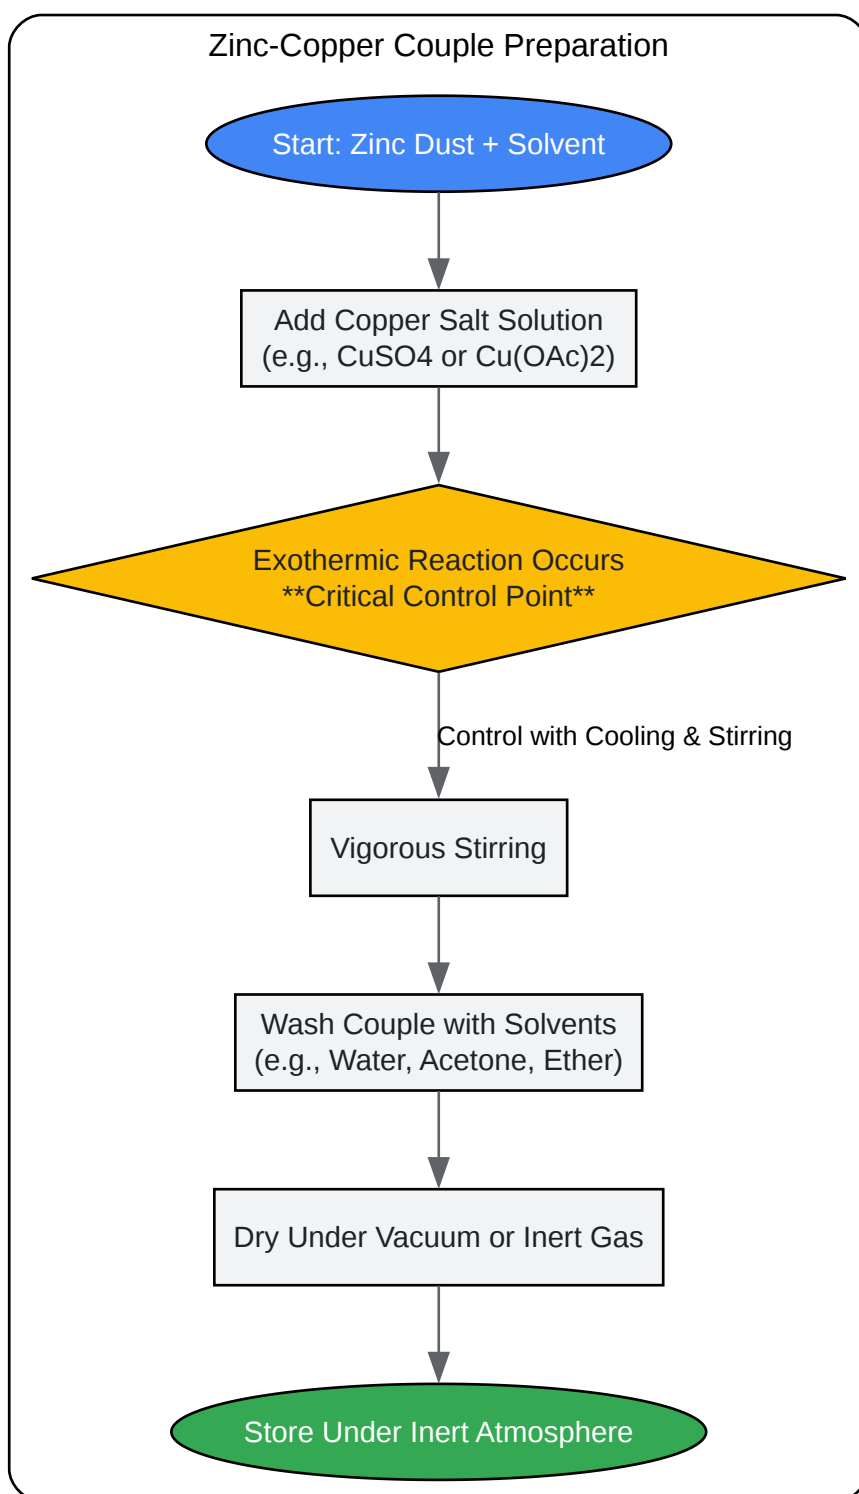 Zinc-Copper Couple Preparation
Start: Zinc Dust + Solvent
Add Copper Salt Solution
(e.g., CuSO4 or Cu(OAc)2)
Exothermic Reaction Occurs
**Critical Control Point**
Control with Cooling & Stirring
Vigorous Stirring
Wash Couple with Solvents
(e.g., Water, Acetone, Ether)
Dry Under Vacuum or Inert Gas
Store Under Inert Atmosphere